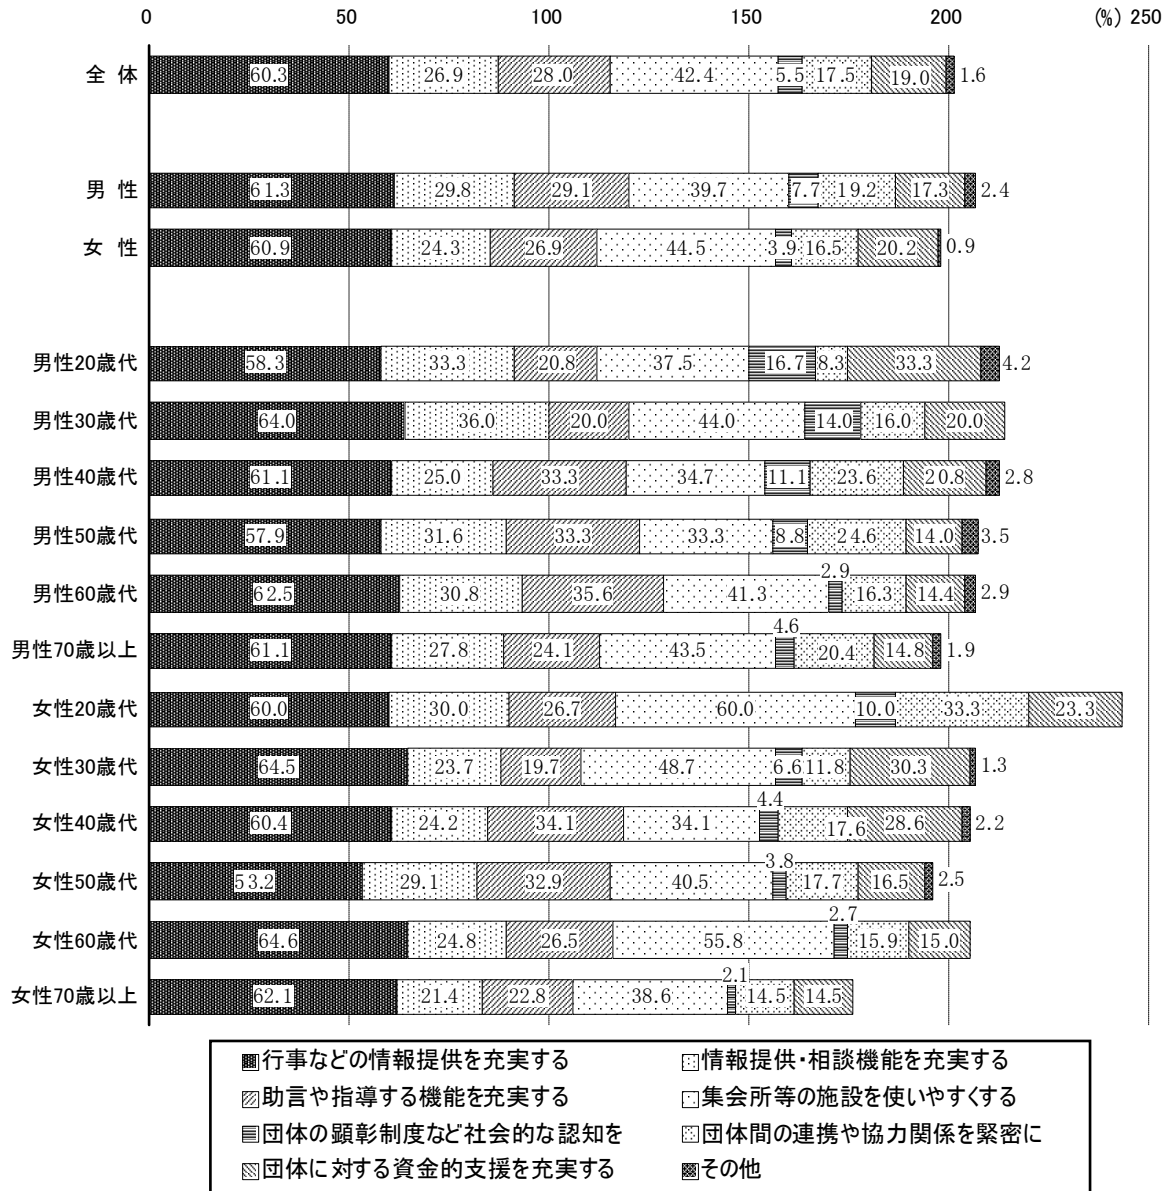 0 50 100 150 200 (%) 250
全 体 60.3 26.9 28.0 42.4 5.5 17.5 19.0 1.6
男 性 61.3 29.8 29.1 39.7 7.7 19.2 17.3 2.4
女 性 60.9 24.3 26.9 44.5 3.9 16.5 20.2 0.9
男性20歳代 58.3 33.3 20.8 37.5 16.7 8.3 33.3 4.2
男性30歳代 64.0 36.0 20.0 44.0 14.0 16.0 20.0
男性40歳代 61.1 25.0 33.3 34.7 11.1 23.6 20.8 2.8
男性50歳代 57.9 31.6 33.3 33.3 8.8 24.6 14.0 3.5
男性60歳代 62.5 30.8 35.6 41.3 2.9 16.3 14.4 2.9
男性70歳以上 61.1 27.8 24.1 43.5 4.6 20.4 14.8 1.9
女性20歳代 60.0 30.0 26.7 60.0 10.0 33.3 23.3
女性30歳代 64.5 23.7 19.7 48.7 6.6 11.8 30.3 1.3
女性40歳代 60.4 24.2 34.1 34.1 4.4 17.6 28.6 2.2
女性50歳代 53.2 29.1 32.9 40.5 3.8 17.7 16.5 2.5
女性60歳代 64.6 24.8 26.5 55.8 2.7 15.9 15.0
女性70歳以上 62.1 21.4 22.8 38.6 2.1 14.5 14.5
行事などの情報提供を充実する 情報提供・相談機能を充実する
助言や指導する機能を充実する 集会所等の施設を使いやすくする
団体の顕彰制度など社会的な認知を 団体間の連携や協力関係を緊密に
団体に対する資金的支援を充実する その他